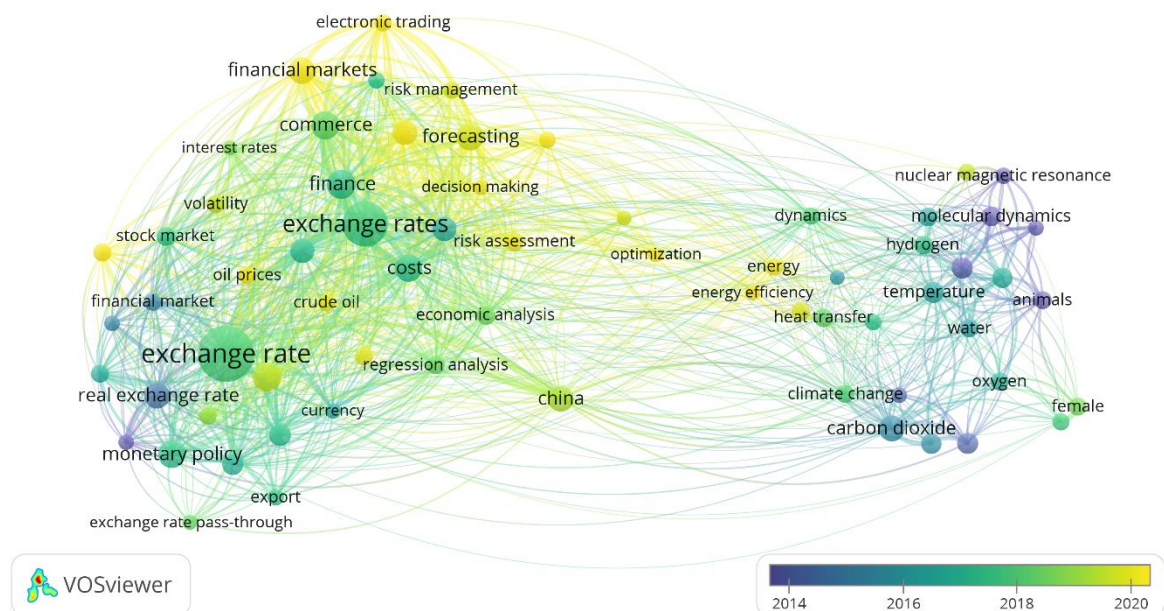 electronic trading
financial markets
risk management
commerce
forecasting
interest rates
nuclear magnetic resonance
finance
decision making
volatility
dynamics
molecular dynamics
exchange rates
stock market
risk assessment
hydrogen
optimization
costs
energy
oil prices
energy efficiency
temperature
financial market
crude oil
animals
economic analysis
heat transfer
water
exchange rate
regression analysis
oxygen
real exchange rate
china
climate change
currency
female
carbon dioxide
monetary policy
export
exchange rate pass-through
VOSviewer
2014 2016 2018 2020